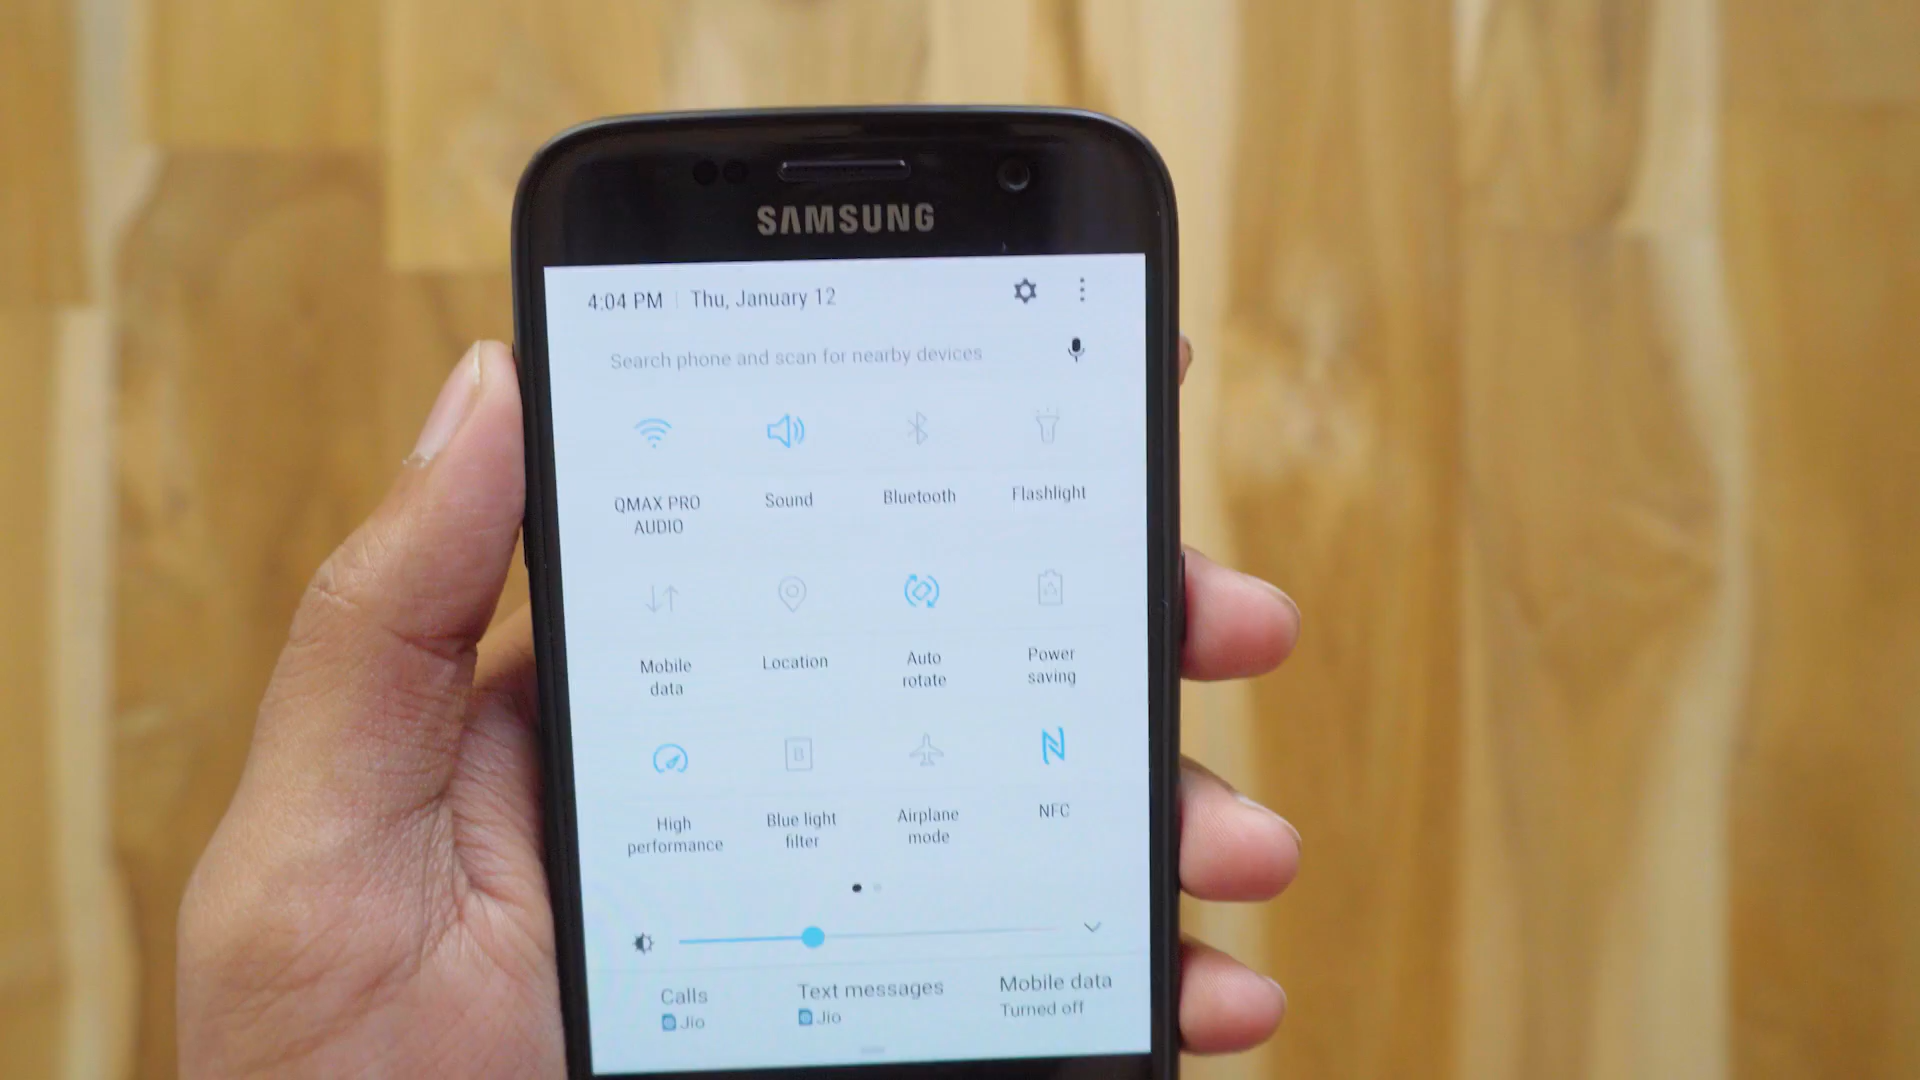 SAMSUNG
4:04 PM Thu, January 12
Search phone and scan for nearby devices
QMAX PRO
AUDIO
Sound
Bluetooth
Flashlight
Mobile
data
Location
Auto
rotate
Power
saving
High
performance
Blue light
filter
Airplane
mode
NFC
Calls
Jio
Text messages
Jio
Mobile data
Turned off